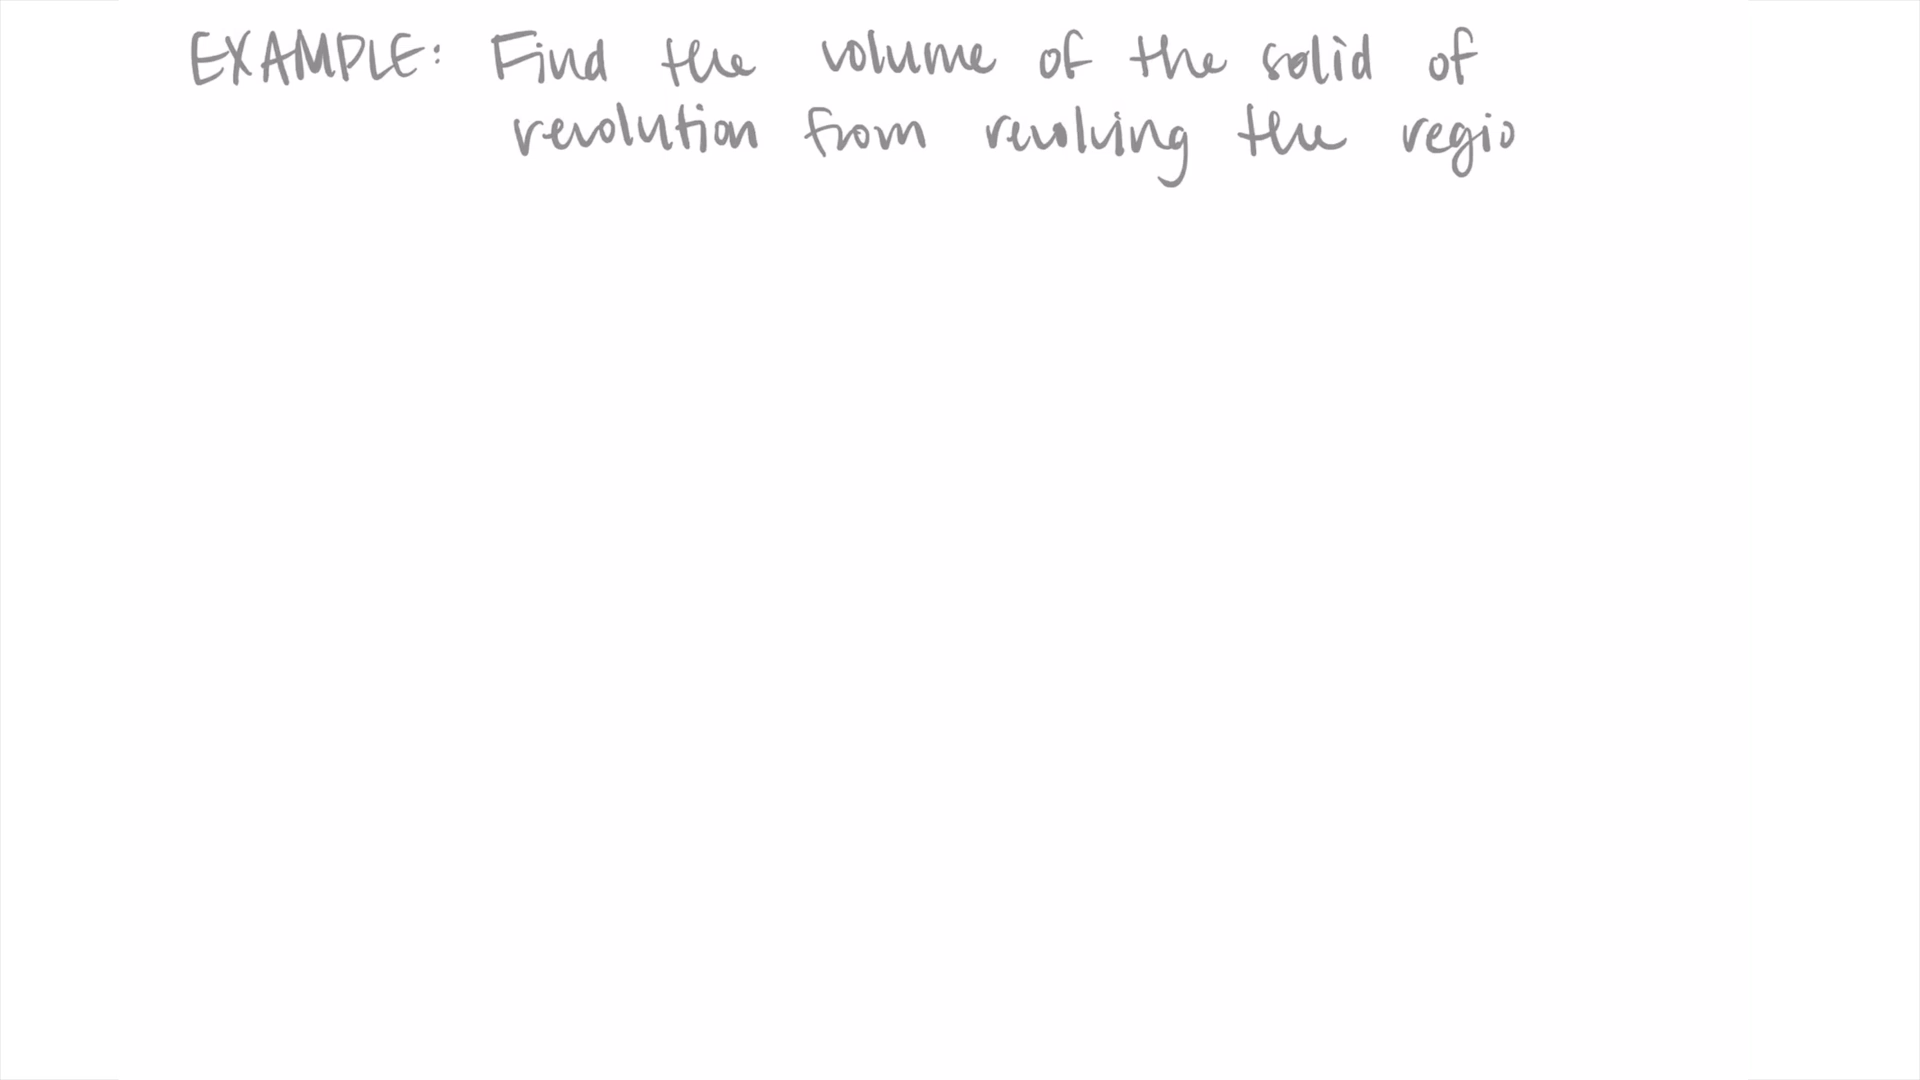 EXAMPLE: Find the volume of the solid of
revolution from revolving the regio